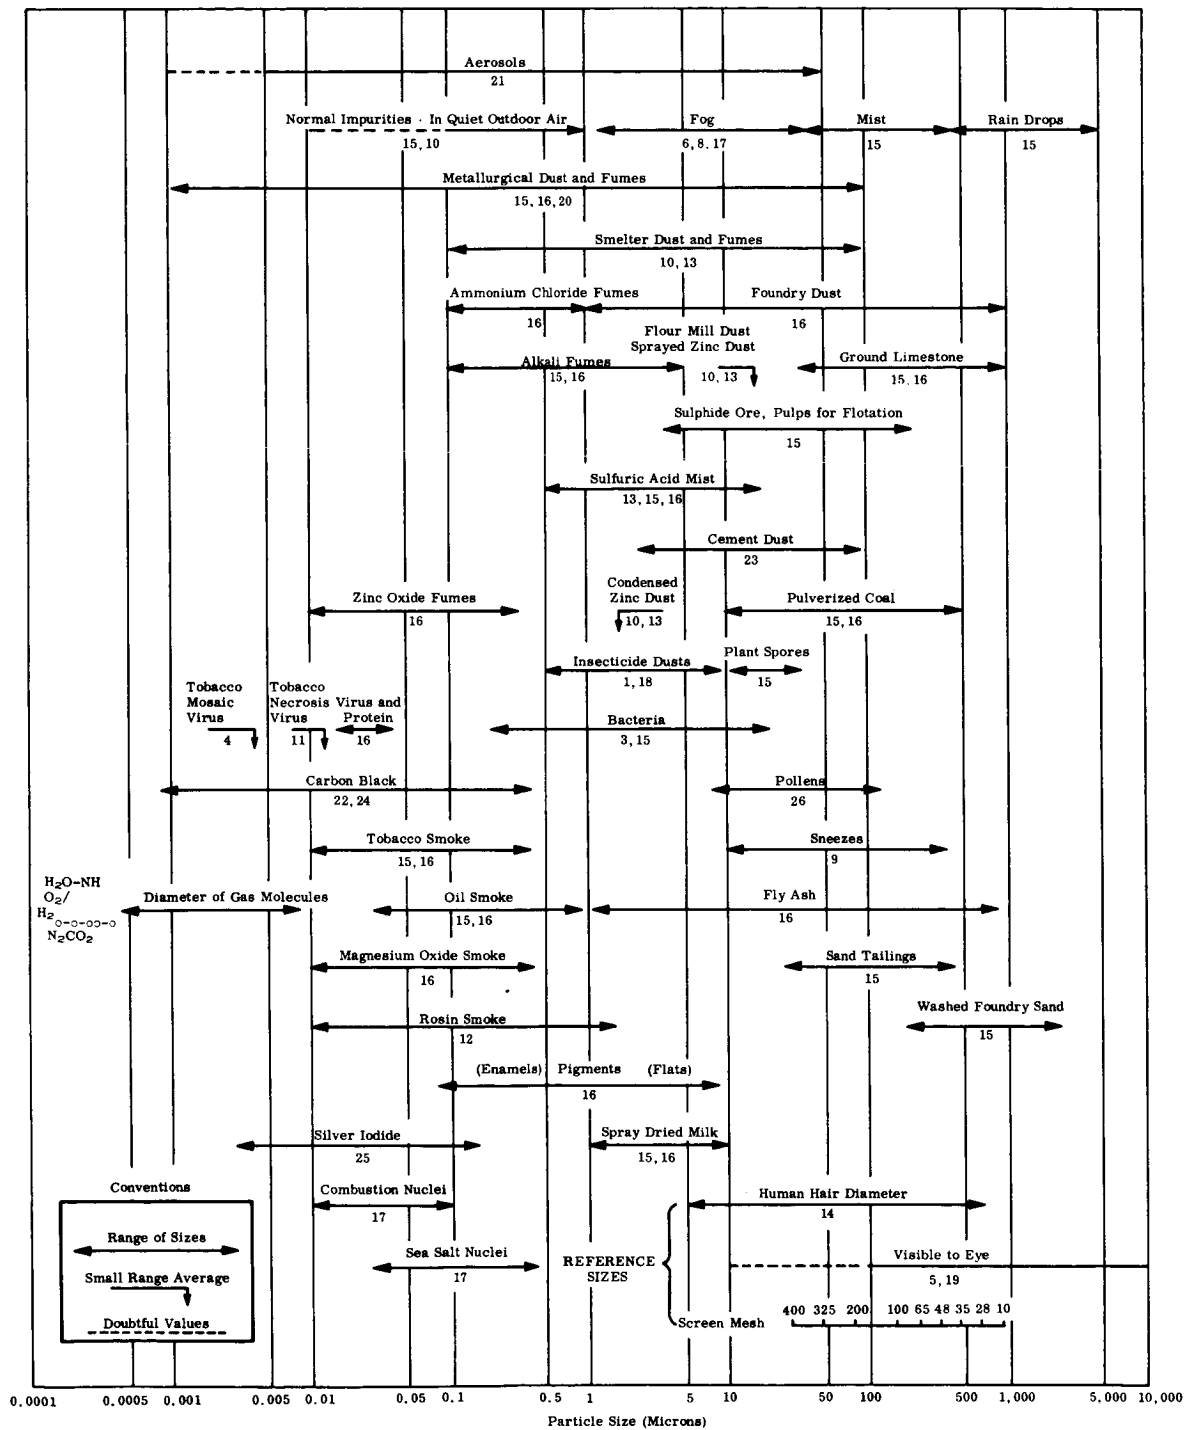 Aerosols
21
Normal Impurities - In Quiet Outdoor Air
15, 10
Fog
6, 8. 17
Mist
15
Rain Drops
15
Metallurgical Dust and Fumes
15, 16, 20
Smelter Dust and Fumes
10, 13
Ammonium Chloride Fumes
16
Foundry Dust
16
Flour Mill Dust
Sprayed Zinc Dust
10, 13
Alkali Fumes
15, 16
Ground Limestone
15, 16
Sulphide Ore, Pulps for Flotation
15
Sulfuric Acid Mist
13, 15, 16
Cement Dust
23
Zinc Oxide Fumes
16
Condensed
Zinc Dust
10, 13
Pulverized Coal
15, 16
Insecticide Dusts
1, 18
Plant Spores
15
Tobacco
Mosaic
Virus
4
Tobacco
Necrosis
Virus
11
Virus and
Protein
16
Bacteria
3, 15
Carbon Black
22, 24
Pollens
26
Tobacco Smoke
15, 16
Sneezes
9
H₂O-NH
O₂/
H₂
N₂CO₂
Diameter of Gas Molecules
Oil Smoke
15, 16
Fly Ash
16
Magnesium Oxide Smoke
16
Sand Tailings
15
Rosin Smoke
12
Washed Foundry Sand
15
(Enamels) Pigments (Flats)
16
Silver Iodide
25
Spray Dried Milk
15, 16
Conventions
Range of Sizes
Small Range Average
Doubtful Values
Combustion Nuclei
17
Human Hair Diameter
14
Sea Salt Nuclei
17
REFERENCE
SIZES
Visible to Eye
5, 19
Screen Mesh
400 325 200 100 65 48 35 28 10
0.0001 0.0005 0.001 0.005 0.01 0.05 0.1 0.5 1 5 10 50 100 500 1,000 5.000 10,000
Particle Size (Microns)